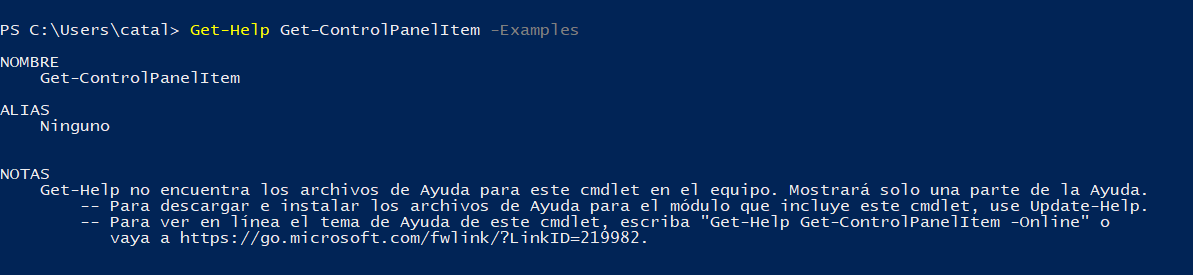 PS C:\Users\catal> Get-Help Get-ControlPanelItem -Examples
NOMBRE
Get-ControlPanelItem
ALIAS
Ninguno
NOTAS
Get-Help no encuentra los archivos de Ayuda para este cmdlet en el equipo. Mostrará solo una parte de la Ayuda.
-- Para descargar e instalar los archivos de Ayuda para el módulo que incluye este cmdlet, use Update-Help.
-- Para ver en línea el tema de Ayuda de este cmdlet, escriba "Get-Help Get-ControlPanelItem -Online" o
vaya a https://go.microsoft.com/fwlink/?LinkID=219982.